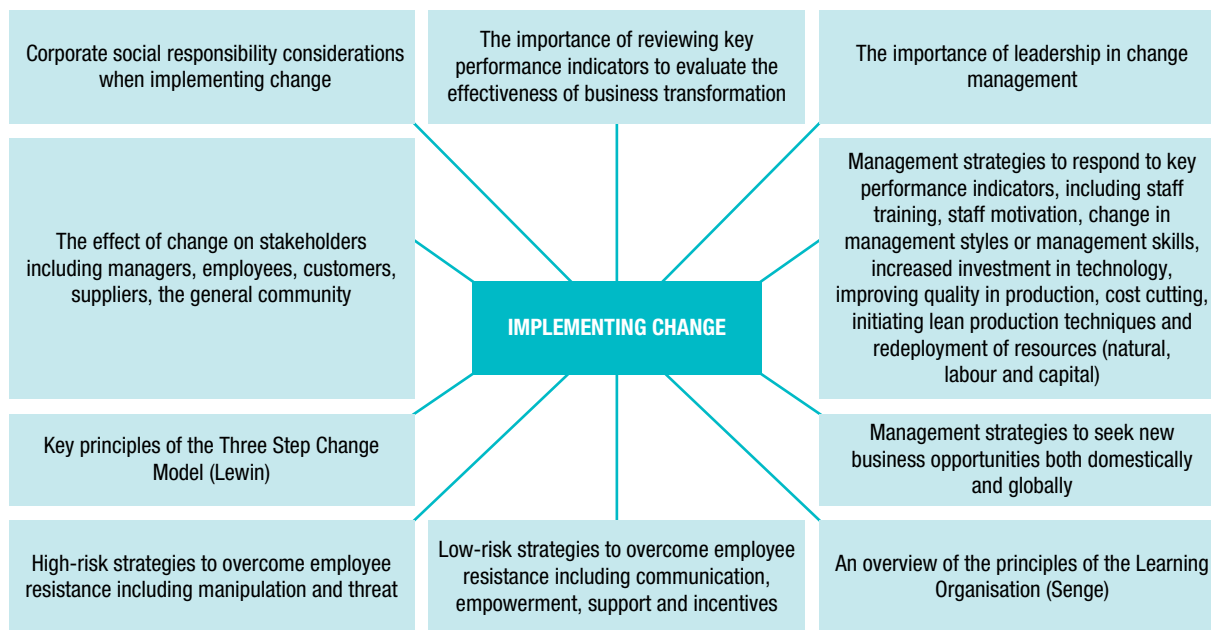 Corporate social responsibility considerations
when implementing change
The importance of reviewing key
performance indicators to evaluate the
effectiveness of business transformation
The importance of leadership in change
management
The effect of change on stakeholders
including managers, employees, customers,
suppliers, the general community
IMPLEMENTING CHANGE
Management strategies to respond to key
performance indicators, including staff
training, staff motivation, change in
management styles or management skills,
increased investment in technology,
improving quality in production, cost cutting,
initiating lean production techniques and
redeployment of resources (natural,
labour and capital)
Key principles of the Three Step Change
Model (Lewin)
Management strategies to seek new
business opportunities both domestically
and globally
High-risk strategies to overcome employee
resistance including manipulation and threat
Low-risk strategies to overcome employee
resistance including communication,
empowerment, support and incentives
An overview of the principles of the Learning
Organisation (Senge)